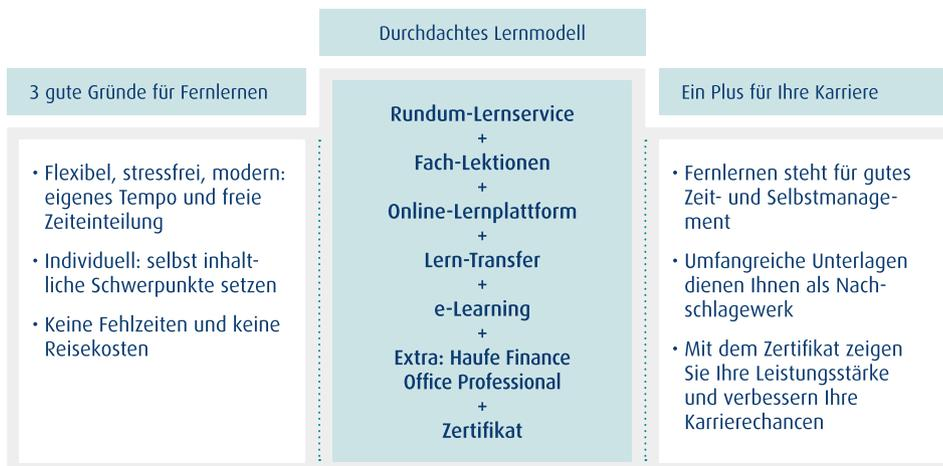 Durchdachtes Lernmodell
3 gute Gründe für Fernlernen
• Flexibel, stressfrei, modern:
eigenes Tempo und freie
Zeiteinteilung
• Individuell: selbst inhalt-
liche Schwerpunkte setzen
• Keine Fehlzeiten und keine
Reisekosten
Rundum-Lernservice
+
Fach-Lektionen
+
Online-Lernplattform
+
Lern-Transfer
+
e-Learning
+
Extra: Haufe Finance
Office Professional
+
Zertifikat
Ein Plus für Ihre Karriere
• Fernlernen steht für gutes
Zeit- und Selbstmanage-
ment
• Umfangreiche Unterlagen
dienen Ihnen als Nach-
schlagewerk
• Mit dem Zertifikat zeigen
Sie Ihre Leistungsstärke
und verbessern Ihre
Karrierechancen